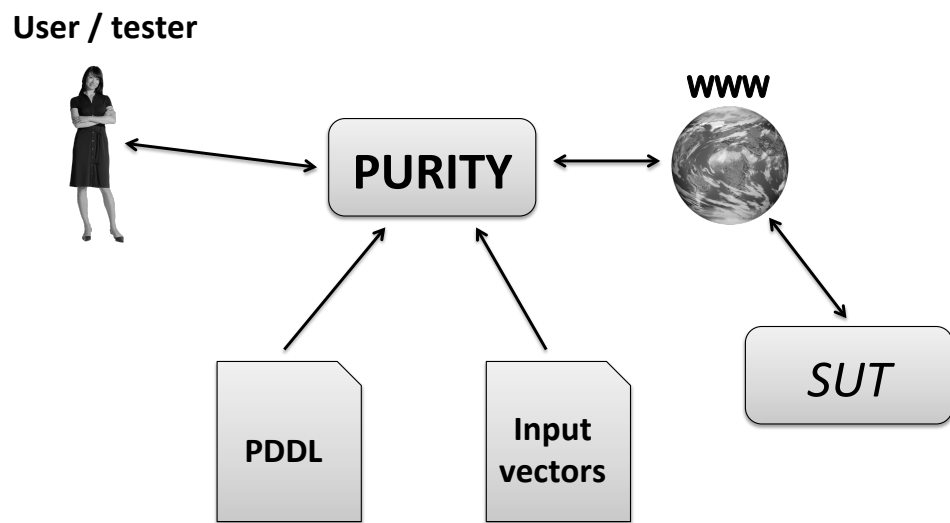 User / tester
WWW
PURITY
SUT
PDDL
Input
vectors